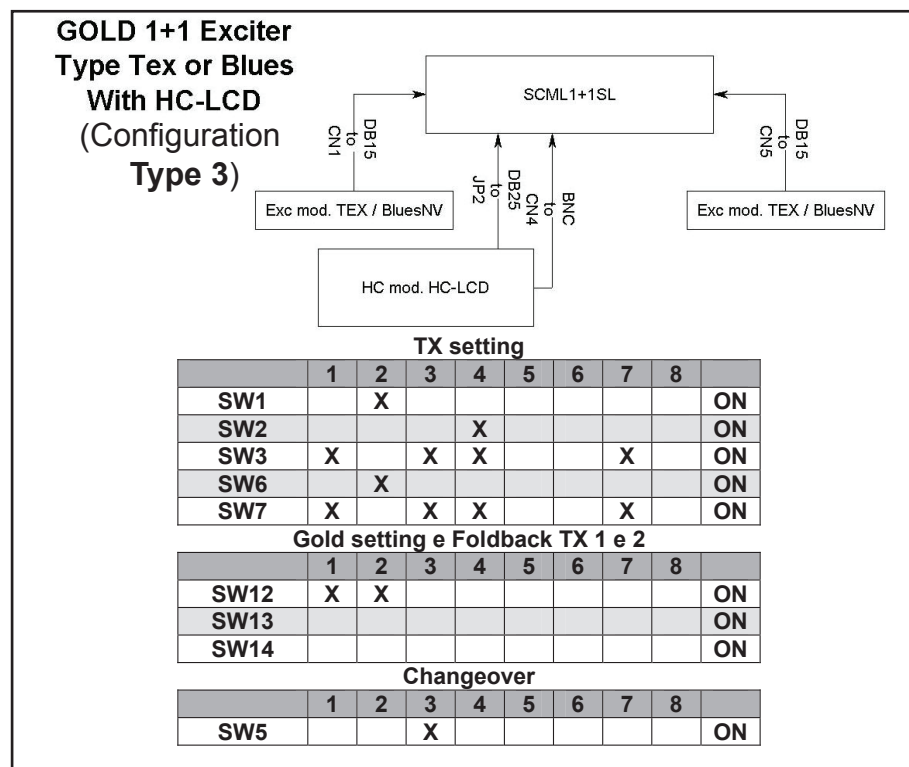 GOLD 1+1 Exciter
Type Tex or Blues
With HC-LCD
(Configuration
Type 3)
SCML1+1SL
DB15
to
CN1
DB25
to
JP2
BNC
to
CN4
DB15
to
CN5
Exc mod. TEX / BluesNV
Exc mod. TEX / BluesNV
HC mod. HC-LCD
TX setting
1 2 3 4 5 6 7 8
SW1 X ON
SW2 X ON
SW3 X X X X ON
SW6 X ON
SW7 X X X X ON
Gold setting e Foldback TX 1 e 2
1 2 3 4 5 6 7 8
SW12 X X ON
SW13 ON
SW14 ON
Changeover
1 2 3 4 5 6 7 8
SW5 X ON